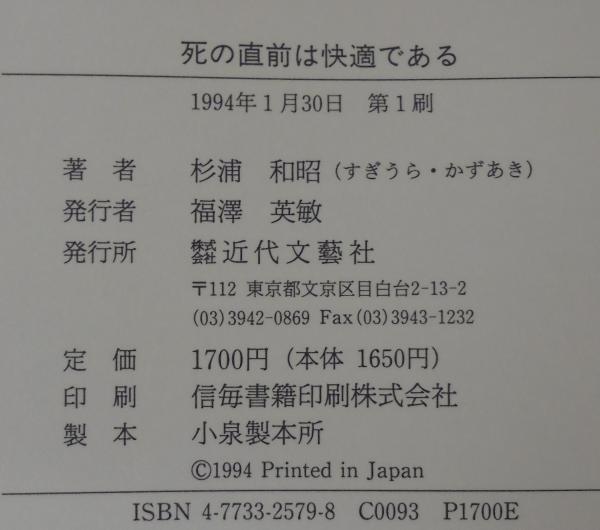 死の直前は快適である
1994年1月30日 第1刷
著者 杉浦 和昭(すぎうら・かずあき)
発行者 福澤 英敏
発行所 株式会社近代文藝社
〒112 東京都文京区目白台2-13-2
(03)3942-0869 Fax(03)3943-1232
定価 1700円(本体 1650円)
印刷 信毎書籍印刷株式会社
製本 小泉製本所
©1994 Printed in Japan
ISBN 4-7733-2579-8 C0093 P1700E